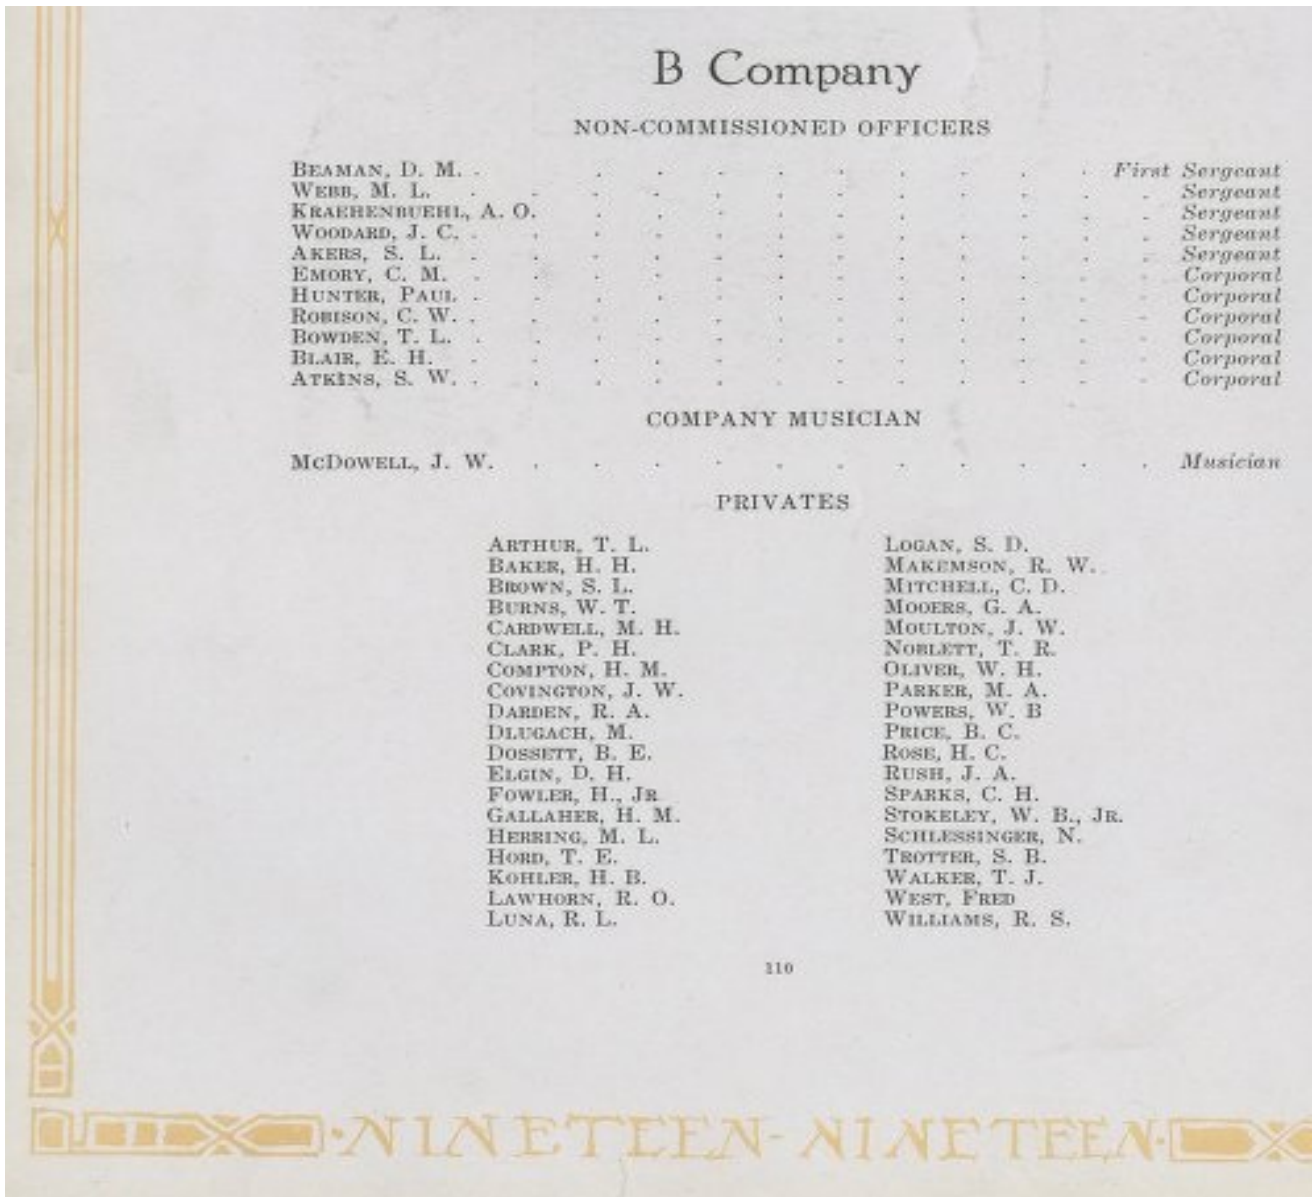 B Company
NON-COMMISSIONED OFFICERS
BEAMAN, D. M. . . . . . . . . . . First Sergeant
WEBB, M. L. . . . . . . . . . . . . Sergeant
KRAEHENBUEHL, A. O. . . . . . . . . . . Sergeant
WOODARD, J. C. . . . . . . . . . . . . Sergeant
AKERS, S. L. . . . . . . . . . . . . Sergeant
EMORY, C. M. . . . . . . . . . . . . Corporal
HUNTER, PAUL . . . . . . . . . . . . Corporal
ROBISON, C. W. . . . . . . . . . . . . Corporal
BOWDEN, T. L. . . . . . . . . . . . . Corporal
BLAIR, E. H. . . . . . . . . . . . . Corporal
ATKINS, S. W. . . . . . . . . . . . . Corporal
COMPANY MUSICIAN
MCDOWELL, J. W. . . . . . . . . . . . Musician
PRIVATES
ARTHUR, T. L.
BAKER, H. H.
BROWN, S. L.
BURNS, W. T.
CARDWELL, M. H.
CLARK, P. H.
COMPTON, H. M.
COVINGTON, J. W.
DARDEN, R. A.
DLUGACH, M.
DOSSETT, B. E.
ELGIN, D. H.
FOWLER, H., JR
GALLAHER, H. M.
HERRING, M. L.
HORD, T. E.
KOHLER, H. B.
LAWHORN, R. O.
LUNA, R. L.
LOGAN, S. D.
MAKEMSON, R. W.
MITCHELL, C. D.
MOOERS, G. A.
MOULTON, J. W.
NOBLETT, T. R.
OLIVER, W. H.
PARKER, M. A.
POWERS, W. B
PRICE, B. C.
ROSE, H. C.
RUSH, J. A.
SPARKS, C. H.
STOKELEY, W. B., JR.
SCHLESSINGER, N.
TROTTER, S. B.
WALKER, T. J.
WEST, FRED
WILLIAMS, R. S.
110
·NINETEEN-NINETEEN·